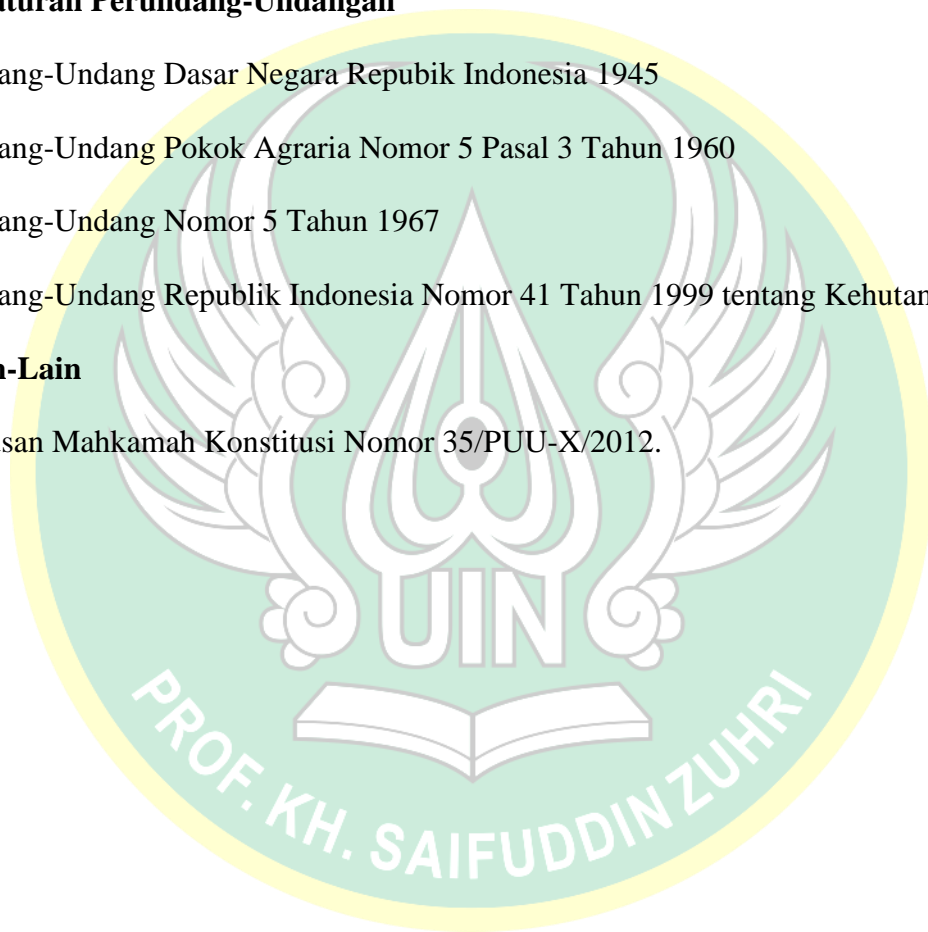 aturan Perundang-Undangan
ang-Undang Dasar Negara Repubik Indonesia 1945
ang-Undang Pokok Agraria Nomor 5 Pasal 3 Tahun 1960
ang-Undang Nomor 5 Tahun 1967
ang-Undang Republik Indonesia Nomor 41 Tahun 1999 tentang Kehutan
n-Lain
usan Mahkamah Konstitusi Nomor 35/PUU-X/2012.
UIN
PROF. KH. SAIFUDDIN ZUHRI